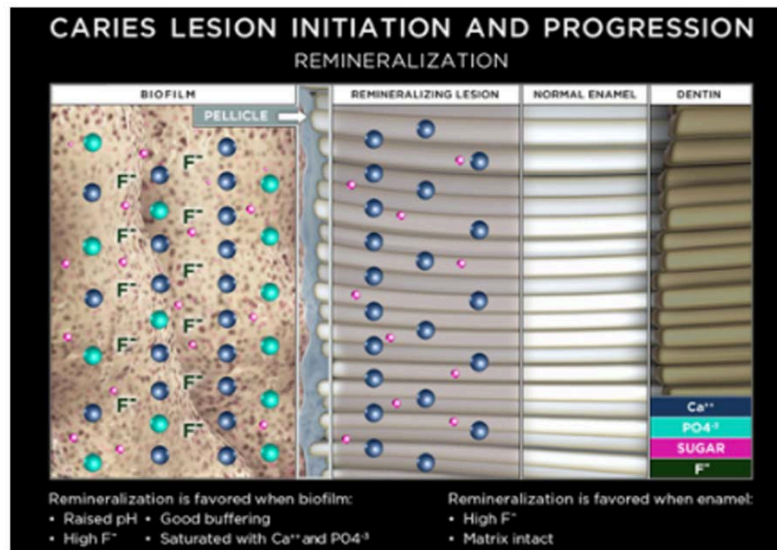 CARIES LESION INITIATION AND PROGRESSION
REMINERALIZATION
BIOFILM
REMINERALIZING LESION
NORMAL ENAMEL
DENTIN
PELLICLE
F⁻
F⁻
F⁻
F⁻
F⁻
F⁻
F⁻
F⁻
F⁻
F⁻
Ca⁺⁺
PO4⁻³
SUGAR
F⁻
Remineralization is favored when biofilm:
• Raised pH • Good buffering
• High F⁻ • Saturated with Ca⁺⁺ and PO4⁻³
Remineralization is favored when enamel:
• High F⁻
• Matrix intact